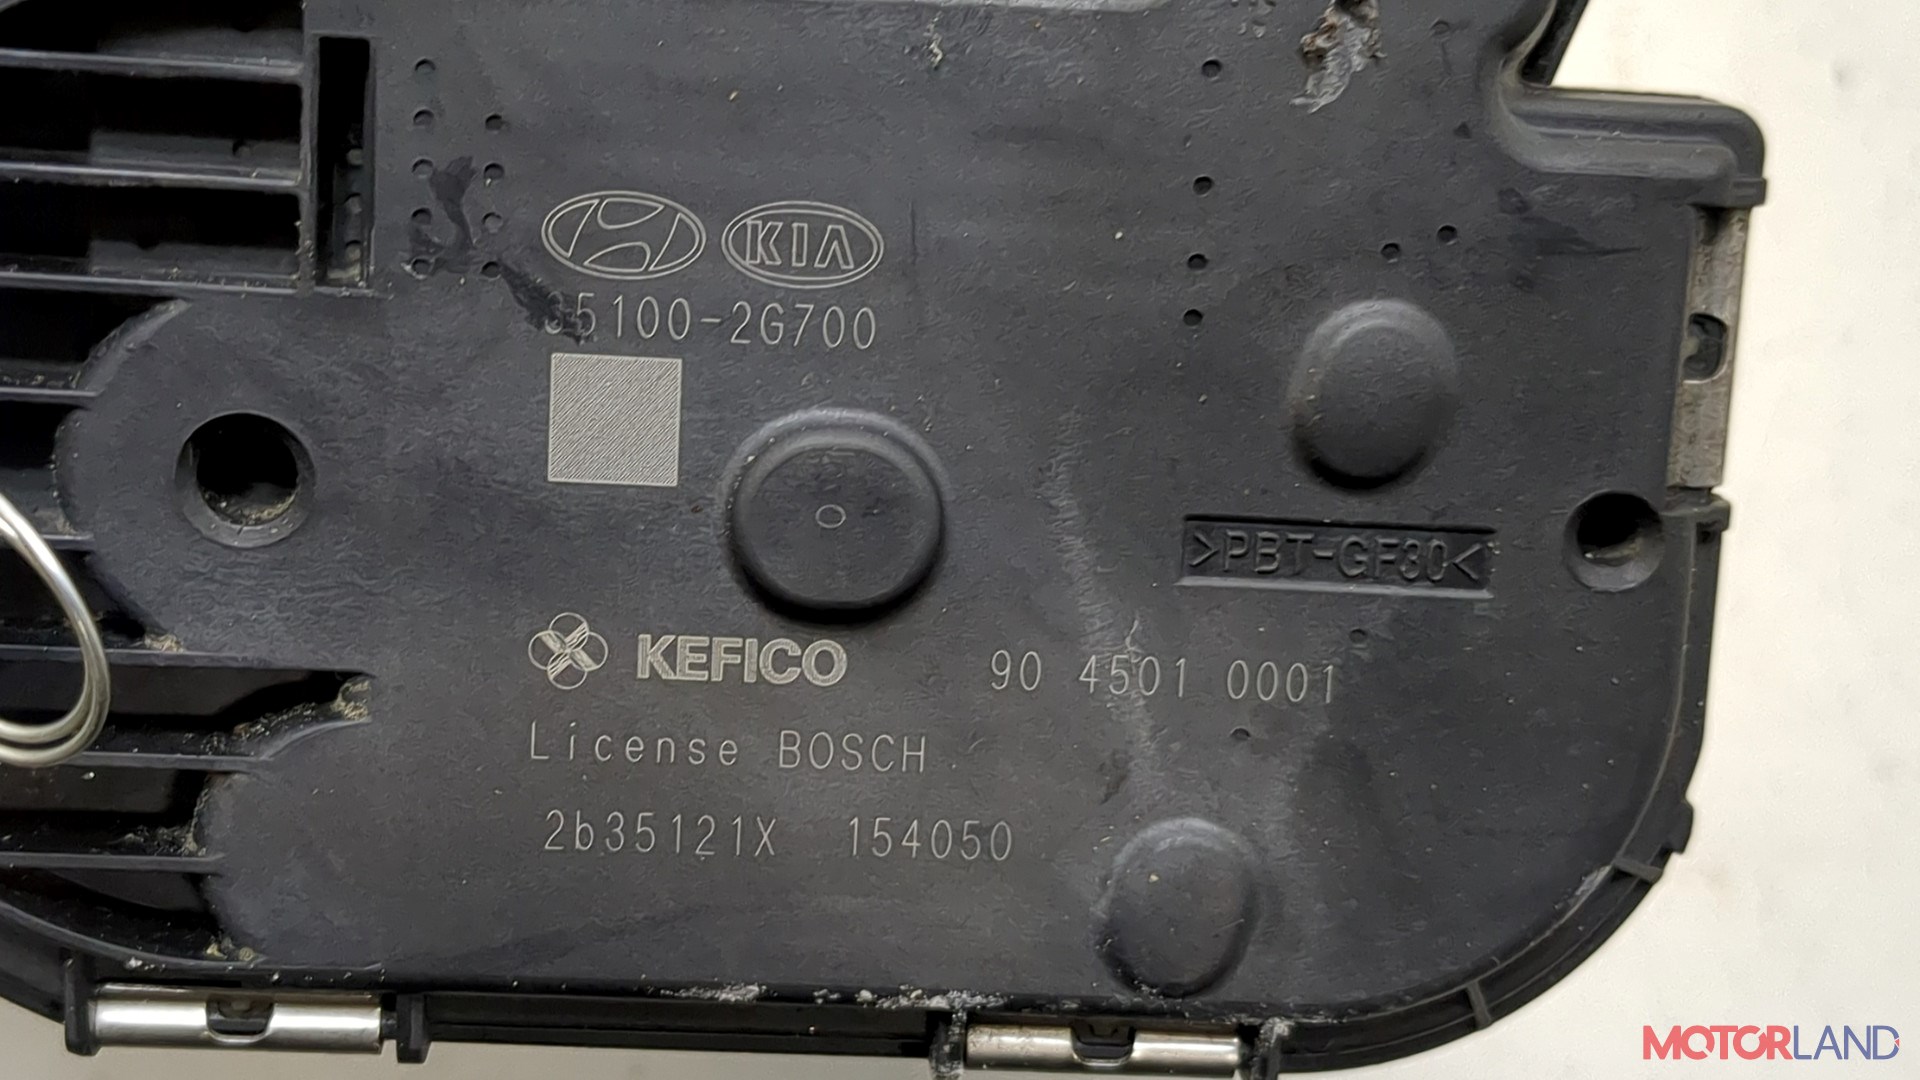 KIA
35100-2G700
>PBT-GF30<
KEFICO 90 4501 0001
License BOSCH
2b35121X 154050
MOTORLAND